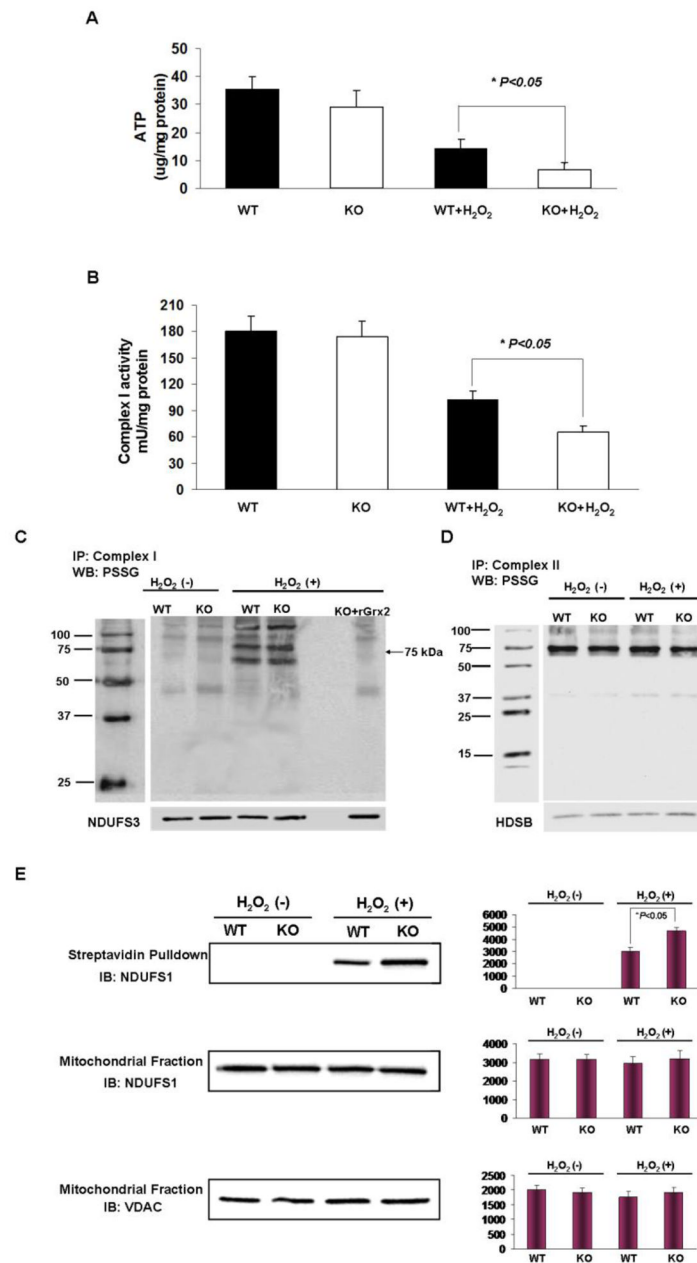 A
ATP
(ug/mg protein)
50
40
30
20
10
0
* P<0.05
WT KO WT+H₂O₂ KO+H₂O₂
B
Complex I activity
mU/mg protein
210
180
150
120
90
60
30
0
* P<0.05
WT KO WT+H₂O₂ KO+H₂O₂
C
IP: Complex I
WB: PSSG
H₂O₂ (-) H₂O₂ (+)
WT KO WT KO KO+rGrx2
100
75
50
37
25
75 kDa
NDUFS3
D
IP: Complex II
WB: PSSG
H₂O₂ (-) H₂O₂ (+)
WT KO WT KO
100
75
50
37
25
15
HDSB
E
H₂O₂ (-) H₂O₂ (+)
WT KO WT KO
Streptavidin Pulldown
IB: NDUFS1
H₂O₂ (-) H₂O₂ (+)
*P<0.05
6000
5000
4000
3000
2000
1000
0
WT KO WT KO
Mitochondrial Fraction
IB: NDUFS1
H₂O₂ (-) H₂O₂ (+)
4000
3000
2000
1000
0
WT KO WT KO
Mitochondrial Fraction
IB: VDAC
H₂O₂ (-) H₂O₂ (+)
2500
2000
1500
1000
500
0
WT KO WT KO